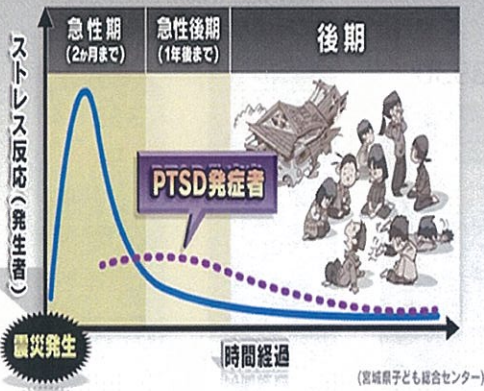 急性期
(2ヵ月まで)
急性後期
(1年後まで)
後期
ストレス反応(発生者)
PTSD発症者
震災発生
時間経過
(宮城県子ども総合センター)